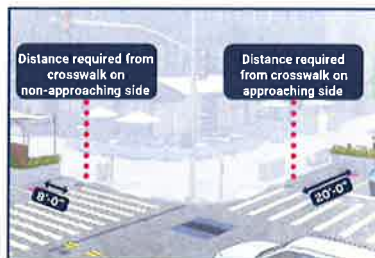 Distance required from
crosswalk on
non-approaching side
Distance required
from crosswalk on
approaching side
8'-0"
20'-0"